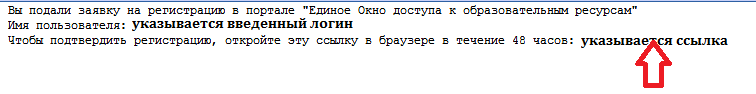 Вы подали заявку на регистрацию в портале "Единое Окно доступа к образовательным ресурсам"
Имя пользователя: указывается введенный логин
Чтобы подтвердить регистрацию, откройте эту ссылку в браузере в течение 48 часов: указывается ссылка